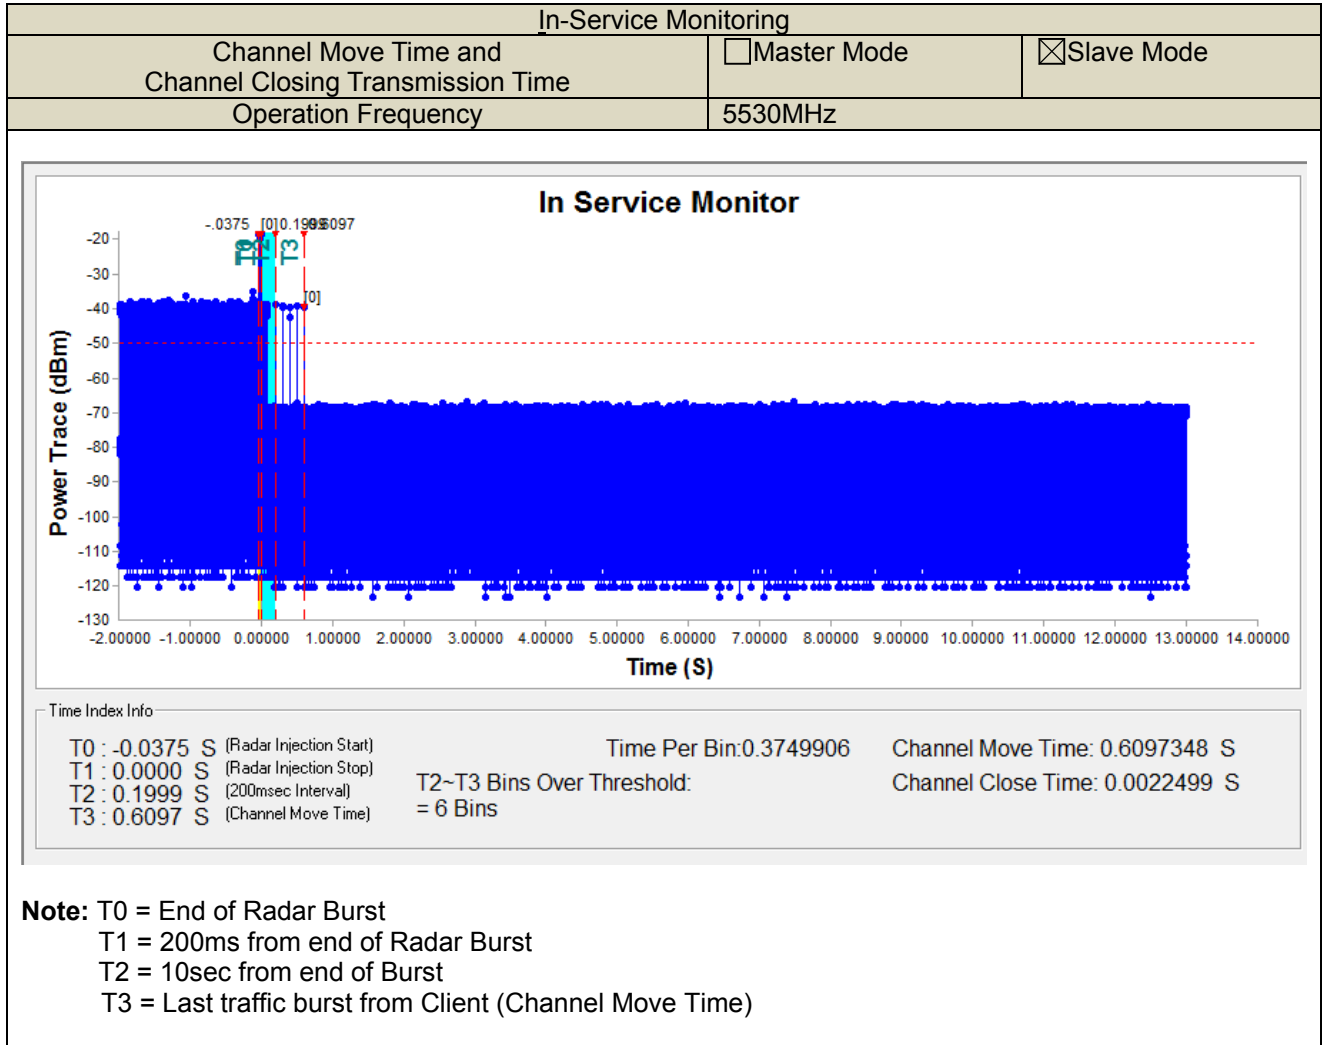 In-Service Monitoring
Channel Move Time and
Channel Closing Transmission Time
☐Master Mode
☒Slave Mode
Operation Frequency
5530MHz
In Service Monitor
-.0375 [0] 0.1999 0.6097
T0 T1 T2 T3
[0]
Power Trace (dBm)
-20
-30
-40
-50
-60
-70
-80
-90
-100
-110
-120
-130
-2.00000 -1.00000 0.00000 1.00000 2.00000 3.00000 4.00000 5.00000 6.00000 7.00000 8.00000 9.00000 10.00000 11.00000 12.00000 13.00000 14.00000
Time (S)
Time Index Info
T0 : -0.0375 S (Radar Injection Start)
T1 : 0.0000 S (Radar Injection Stop)
T2 : 0.1999 S (200msec Interval)
T3 : 0.6097 S (Channel Move Time)
Time Per Bin:0.3749906
T2~T3 Bins Over Threshold:
= 6 Bins
Channel Move Time: 0.6097348 S
Channel Close Time: 0.0022499 S
Note: T0 = End of Radar Burst
T1 = 200ms from end of Radar Burst
T2 = 10sec from end of Burst
T3 = Last traffic burst from Client (Channel Move Time)